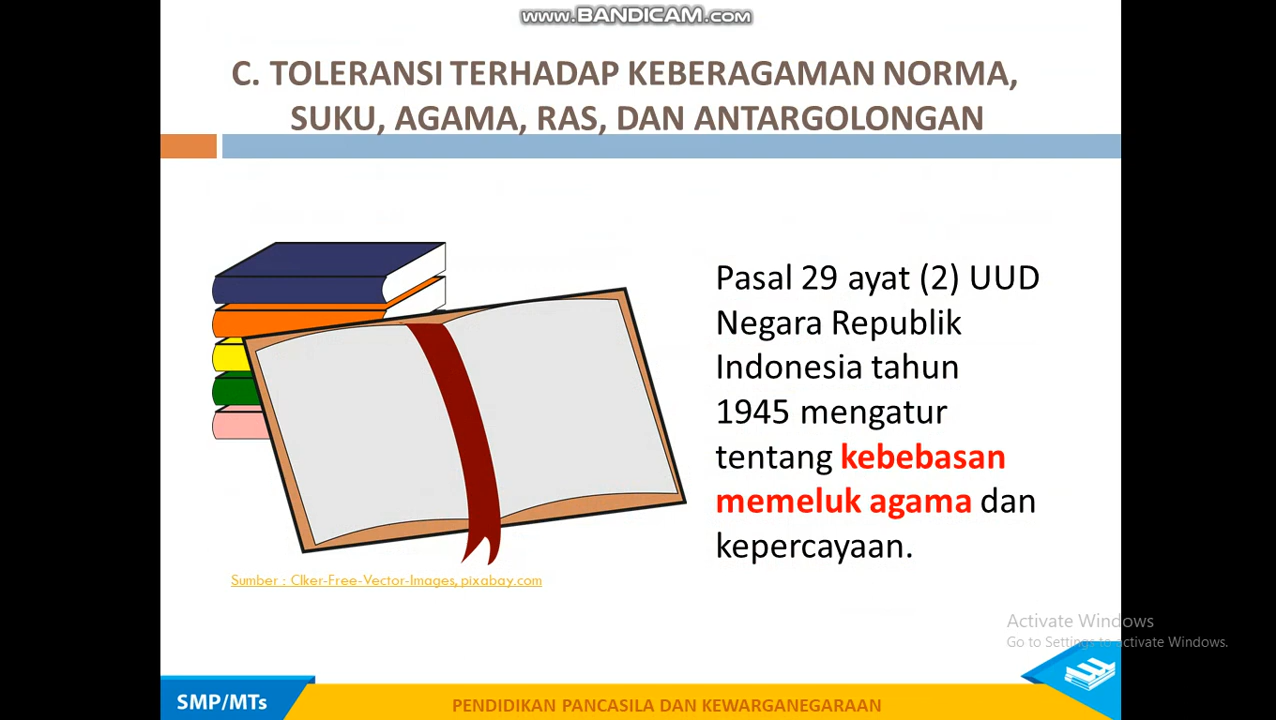 www.BANDICAM.com
C. TOLERANSI TERHADAP KEBERAGAMAN NORMA,
SUKU, AGAMA, RAS, DAN ANTARGOLONGAN
Pasal 29 ayat (2) UUD
Negara Republik
Indonesia tahun
1945 mengatur
tentang kebebasan
memeluk agama dan
kepercayaan.
Sumber : Clker-Free-Vector-Images, pixabay.com
Activate Windows
Go to Settings to activate Windows.
SMP/MTs
PENDIDIKAN PANCASILA DAN KEWARGANEGARAAN